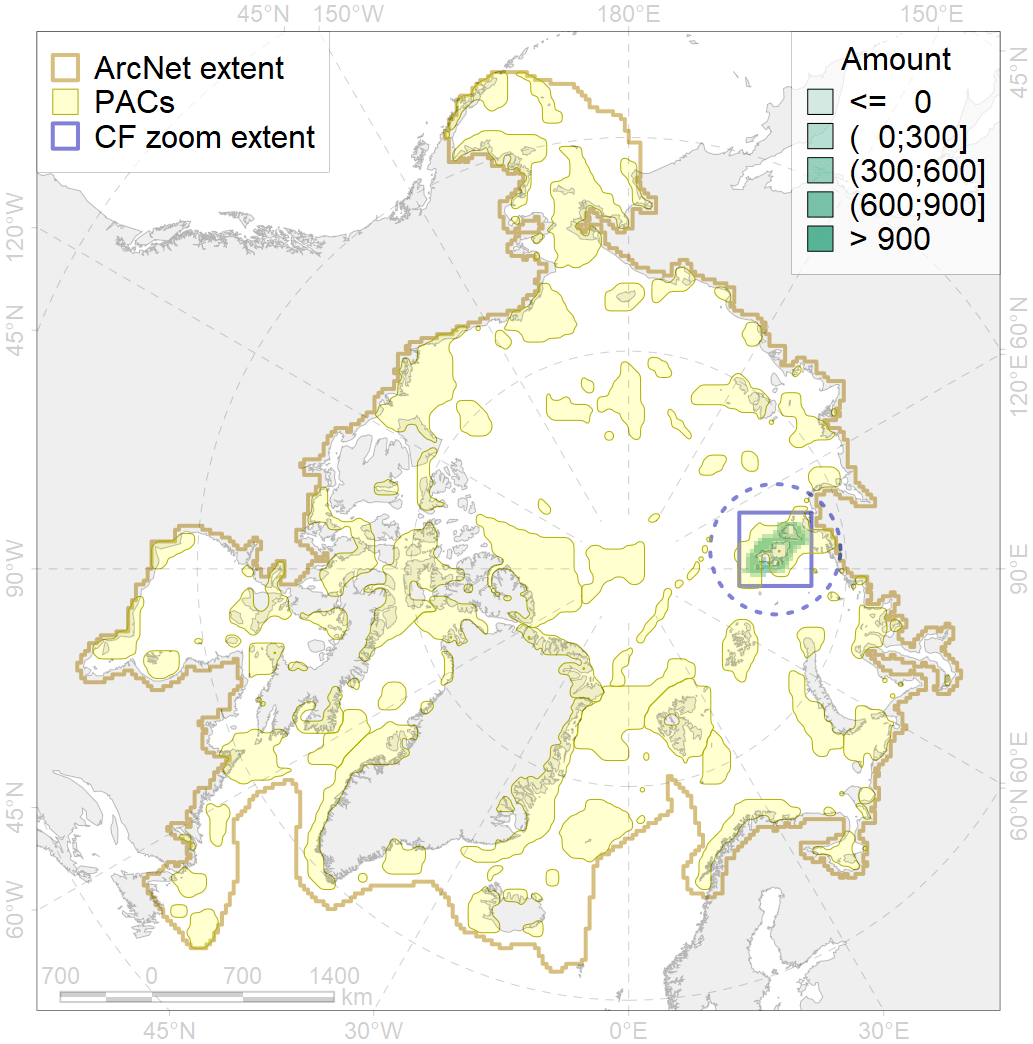 45°N 150°W 180°E 150°E
ArcNet extent
PACs
CF zoom extent
Amount
<= 0
( 0;300]
(300;600]
(600;900]
> 900
120°W
45°N
90°W
45°N
60°W
45°N
60°N
120°E
90°E
60°E
60°N
700 0 700 1400
km
45°N 30°W 0°E 30°E